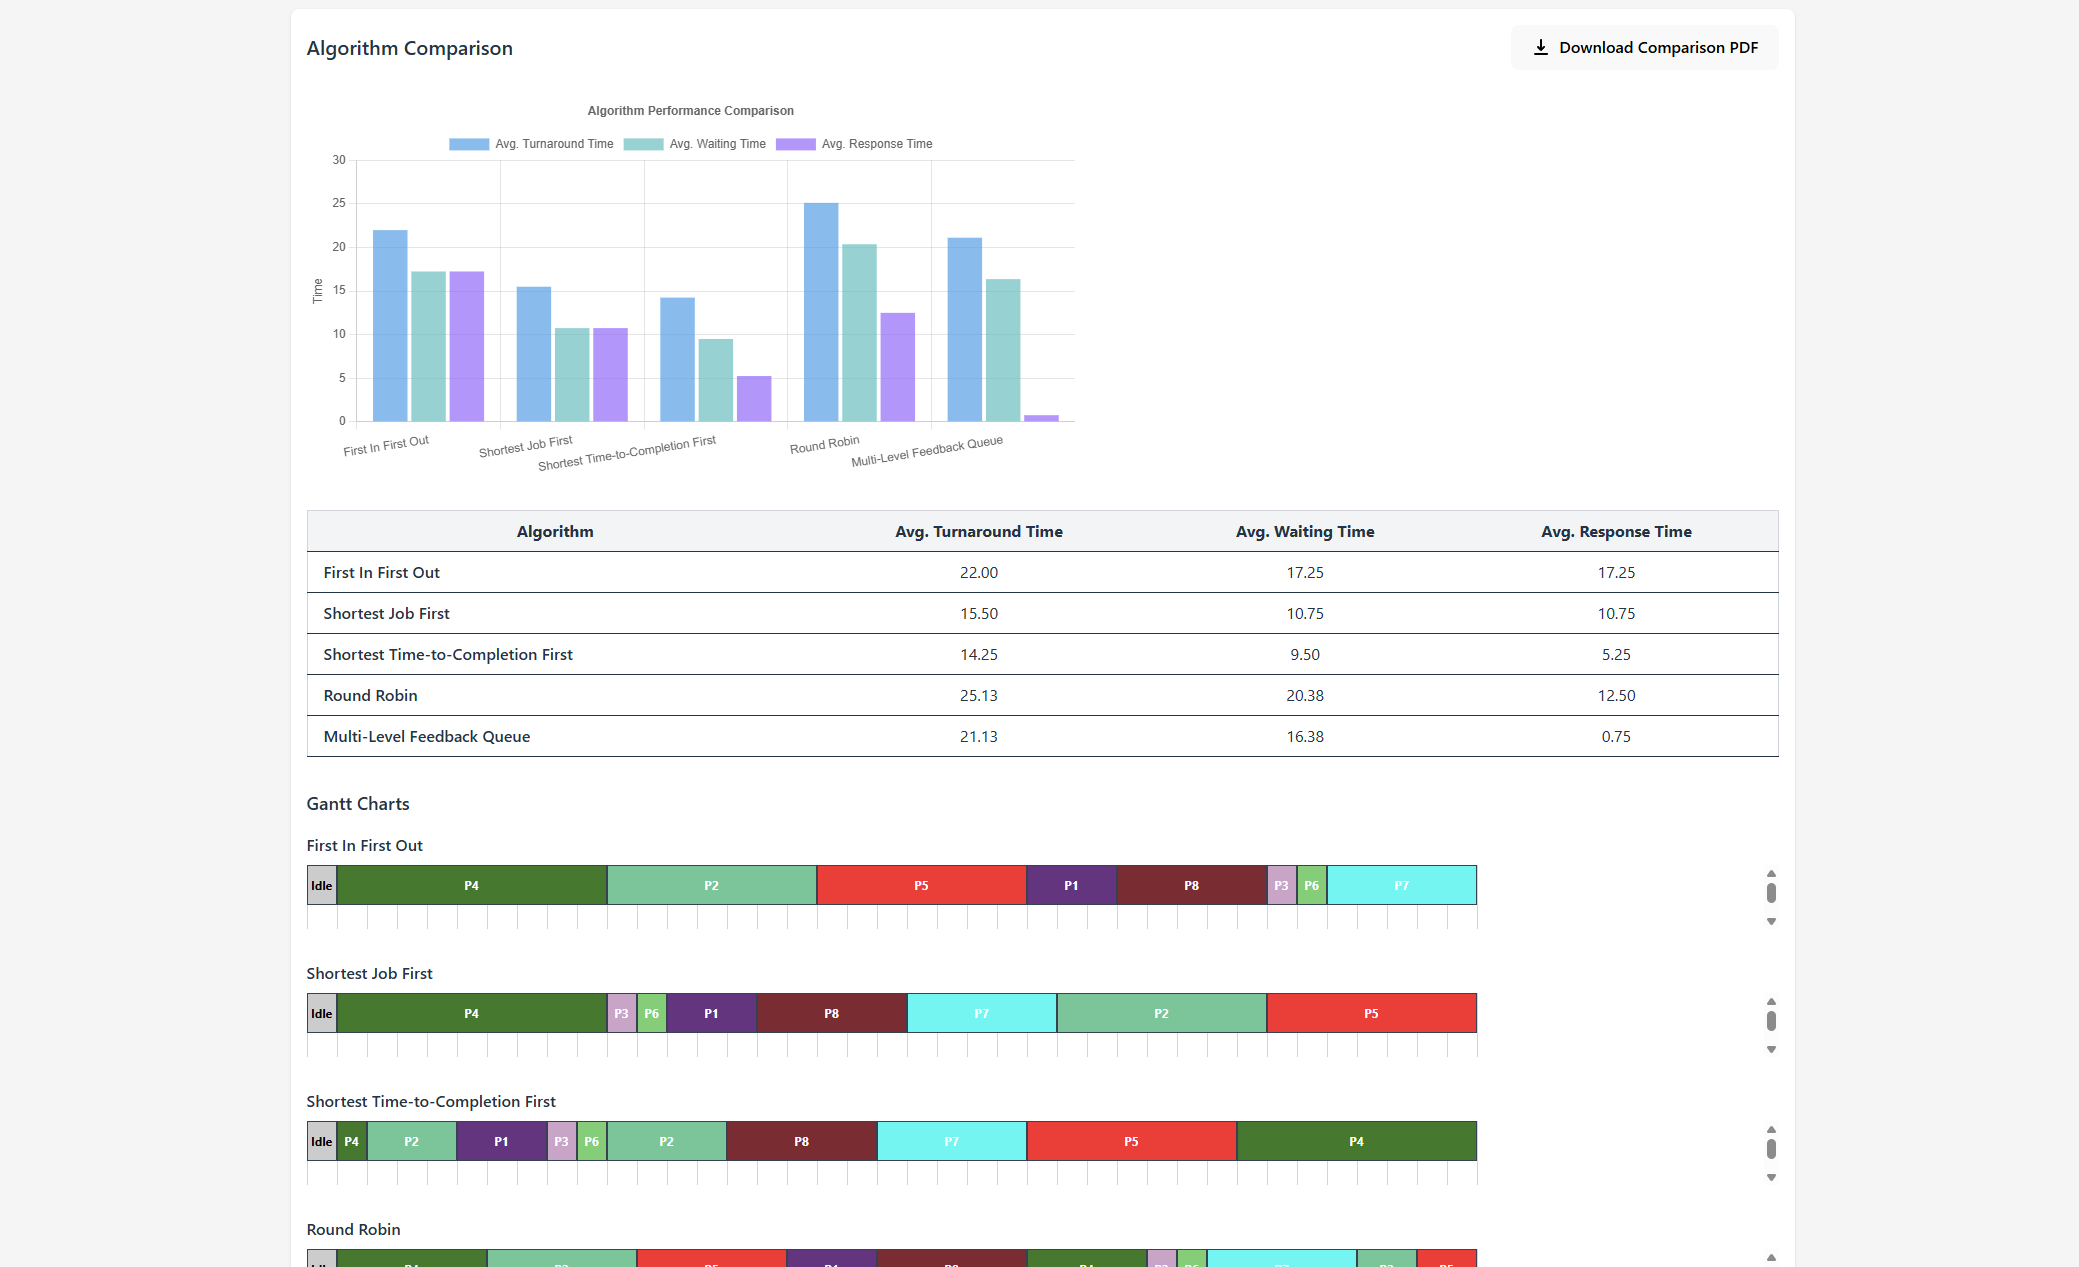 Algorithm Comparison
Download Comparison PDF
Algorithm Performance Comparison
Avg. Turnaround Time Avg. Waiting Time Avg. Response Time
30
25
20
15
10
5
0
Time
First In First Out
Shortest Job First
Shortest Time-to-Completion First
Round Robin
Multi-Level Feedback Queue
Algorithm Avg. Turnaround Time Avg. Waiting Time Avg. Response Time
First In First Out 22.00 17.25 17.25
Shortest Job First 15.50 10.75 10.75
Shortest Time-to-Completion First 14.25 9.50 5.25
Round Robin 25.13 20.38 12.50
Multi-Level Feedback Queue 21.13 16.38 0.75
Gantt Charts
First In First Out
Idle P4 P2 P5 P1 P8 P3 P6 P7
Shortest Job First
Idle P4 P3 P6 P1 P8 P7 P2 P5
Shortest Time-to-Completion First
Idle P4 P2 P1 P3 P6 P2 P8 P7 P5 P4
Round Robin